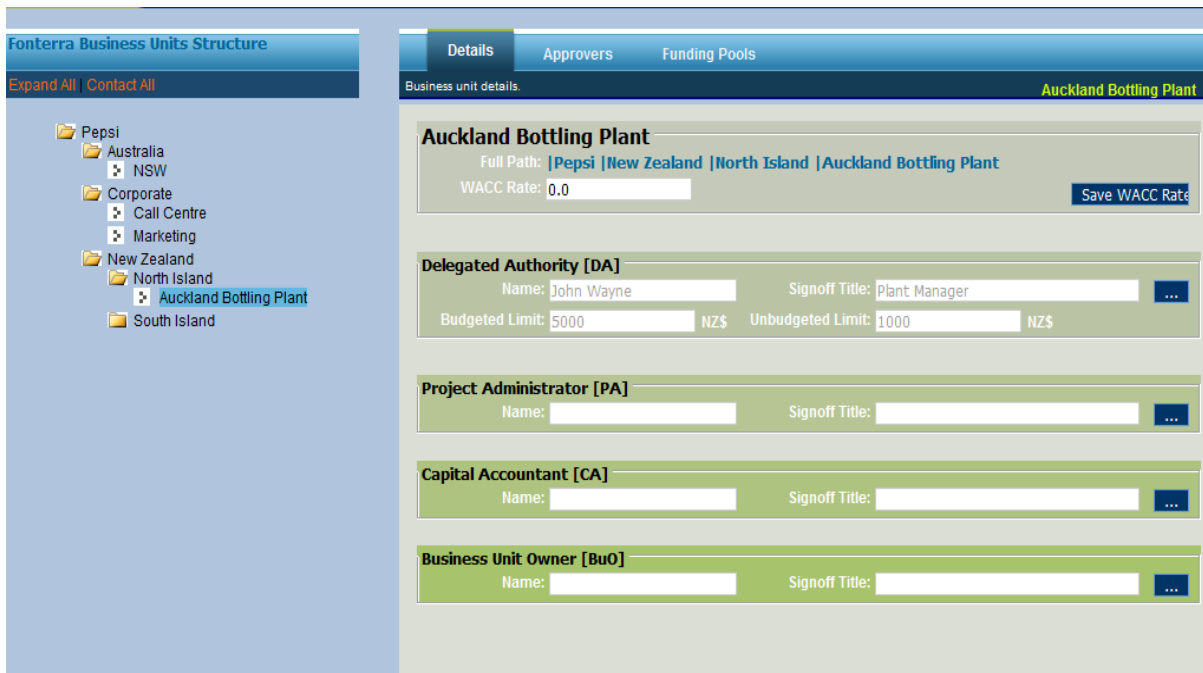 Fonterra Business Units Structure
Expand All | Contact All
Pepsi
Australia
NSW
Corporate
Call Centre
Marketing
New Zealand
North Island
Auckland Bottling Plant
South Island
Details Approvers Funding Pools
Business unit details. Auckland Bottling Plant
Auckland Bottling Plant
Full Path: |Pepsi |New Zealand |North Island |Auckland Bottling Plant
WACC Rate: 0.0 Save WACC Rate
Delegated Authority [DA]
Name: John Wayne Signoff Title: Plant Manager ...
Budgeted Limit: 5000 NZ$ Unbudgeted Limit: 1000 NZ$
Project Administrator [PA]
Name: Signoff Title: ...
Capital Accountant [CA]
Name: Signoff Title: ...
Business Unit Owner [BuO]
Name: Signoff Title: ...